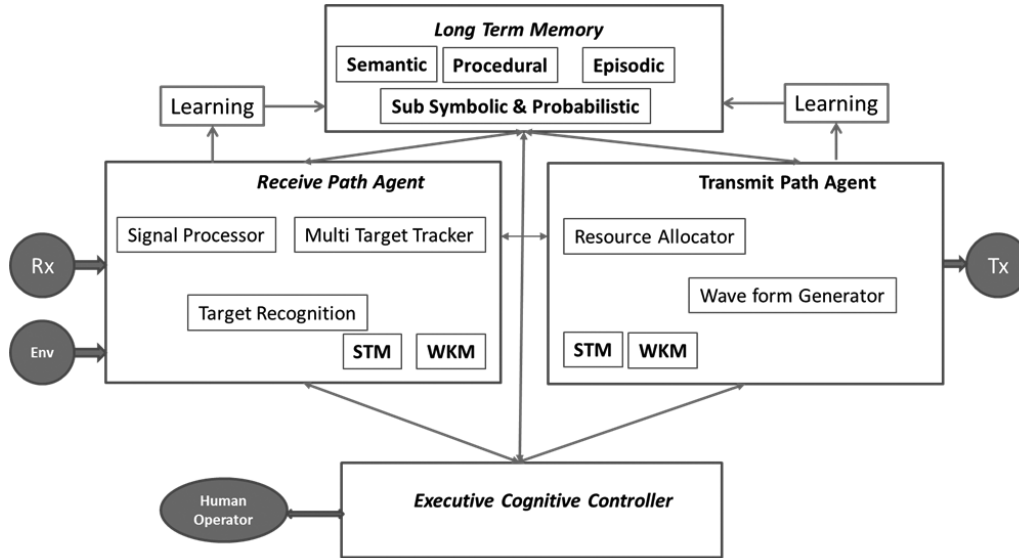 Long Term Memory
Semantic
Procedural
Episodic
Sub Symbolic & Probabilistic
Learning
Learning
Receive Path Agent
Signal Processor
Multi Target Tracker
Target Recognition
STM
WKM
Transmit Path Agent
Resource Allocator
Wave form Generator
STM
WKM
Rx
Env
Tx
Human
Operator
Executive Cognitive Controller